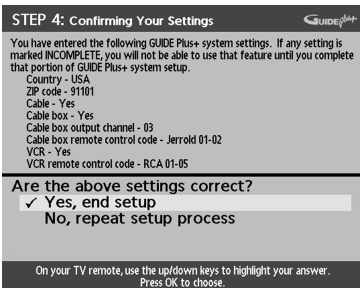 STEP 4: Confirming Your Settings
GUIDE plus+
You have entered the following GUIDE Plus+ system settings. If any setting is
marked INCOMPLETE, you will not be able to use that feature until you complete
that portion of GUIDE Plus+ system setup.
Country - USA
ZIP code - 91101
Cable - Yes
Cable box - Yes
Cable box output channel - 03
Cable box remote control code - Jerrold 01-02
VCR - Yes
VCR remote control code - RCA 01-05
Are the above settings correct?
✓ Yes, end setup
No, repeat setup process
On your TV remote, use the up/down keys to highlight your answer.
Press OK to choose.